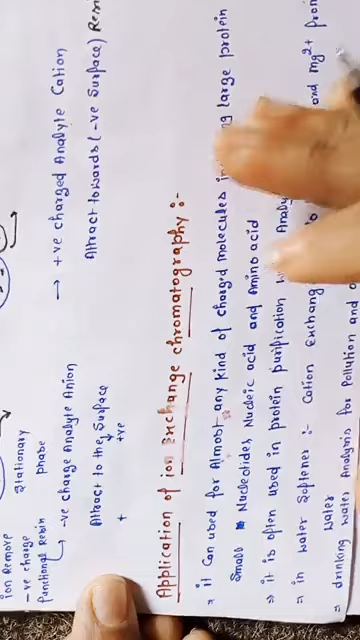 ion Remove
-ve charge
functional Resin
Stationary
phase
→ -ve charge Analyte Anion
Attract to the Surface
+ve
+
→ +ve charged Analyte Cation
Attract towards (-ve Surface) Resin
Application of ion Exchange chromatography :-
⇒ it Can used for Almost any kind of charged molecules large protein
Small Nucleotides Nucleic acid and Amino acid
⇒ it is often used in protein purification
⇒ in water Softener :- Cation Exchange and Mg2+ from
Water
⇒ drinking water Analysis for Pollution and